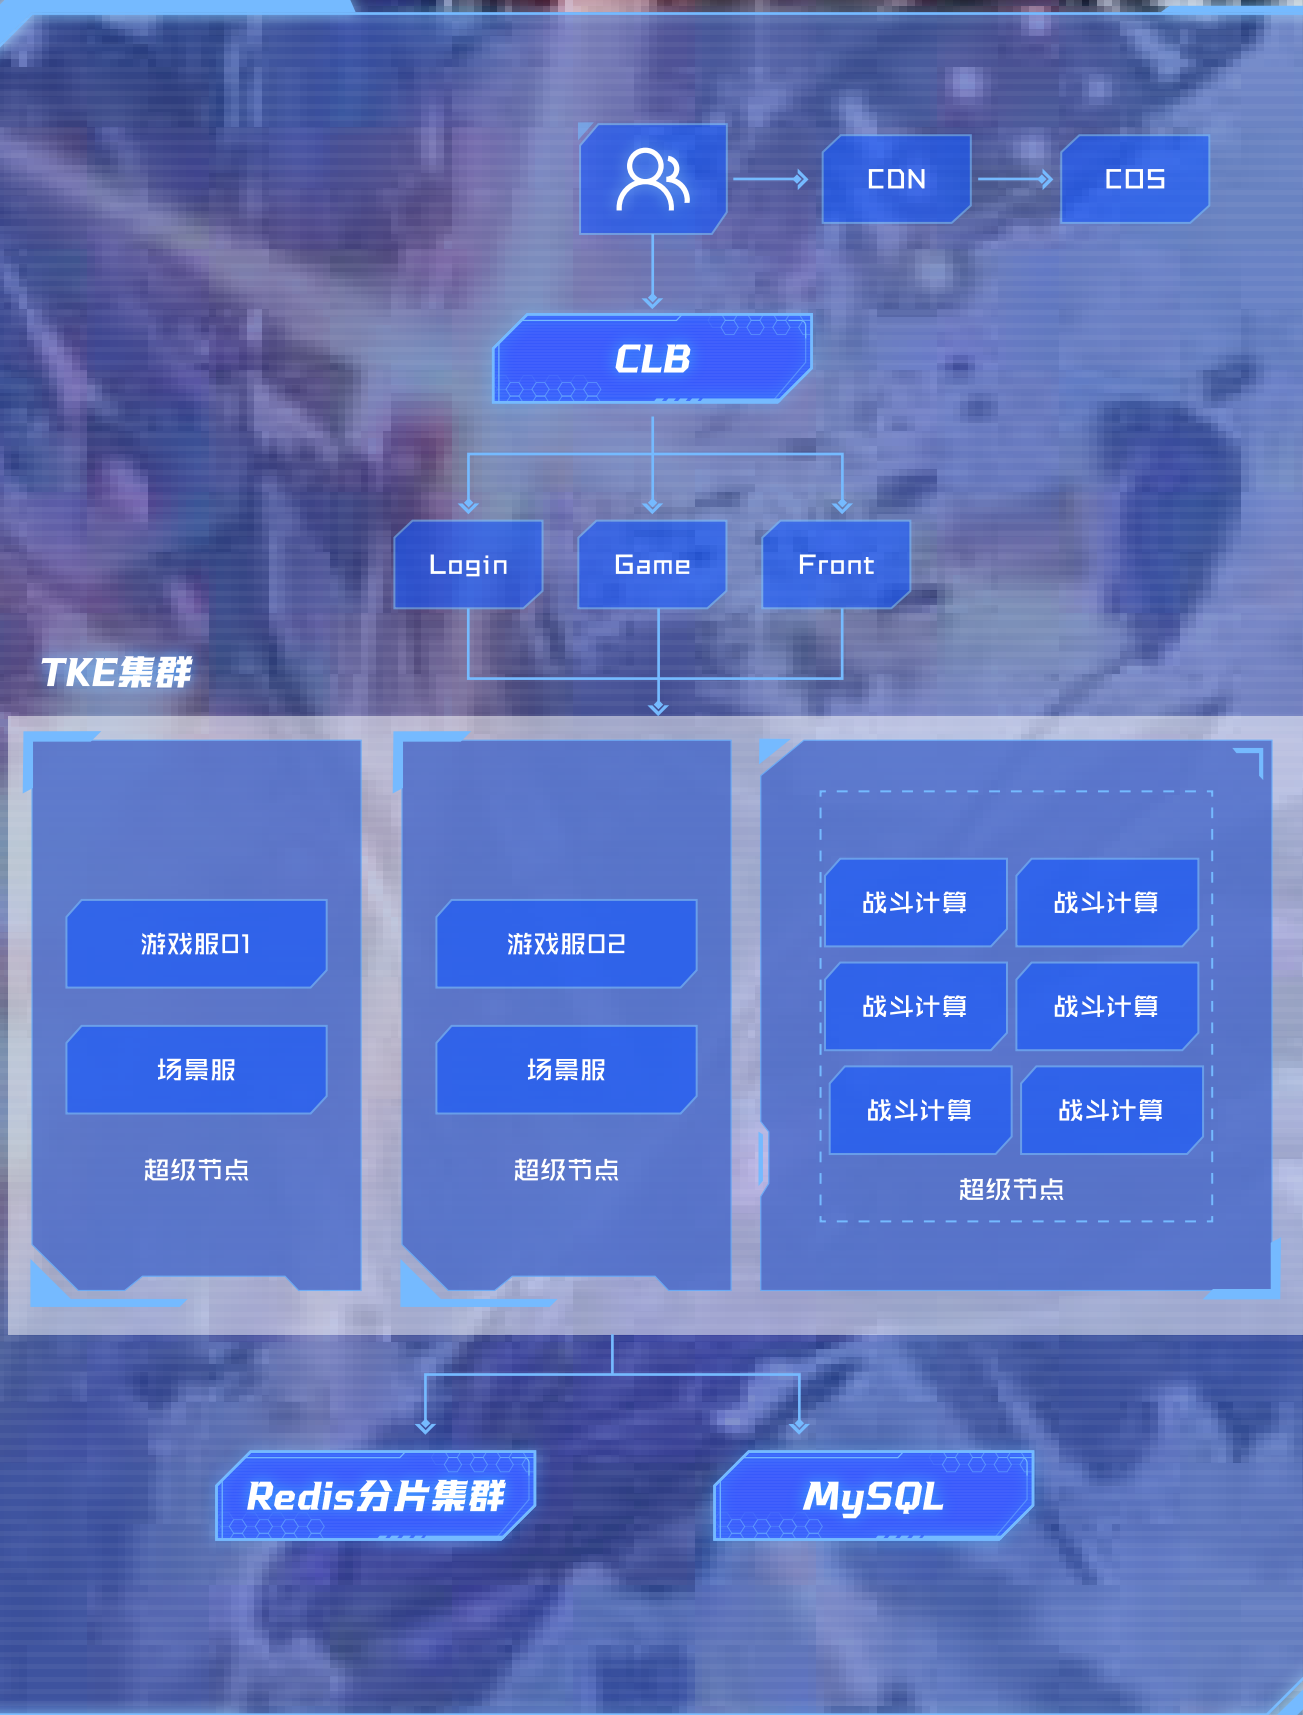 CDN
COS
CLB
Login
Game
Front
TKE集群
游戏服01
场景服
超级节点
游戏服02
场景服
超级节点
战斗计算
战斗计算
战斗计算
战斗计算
战斗计算
战斗计算
超级节点
Redis分片集群
MySQL